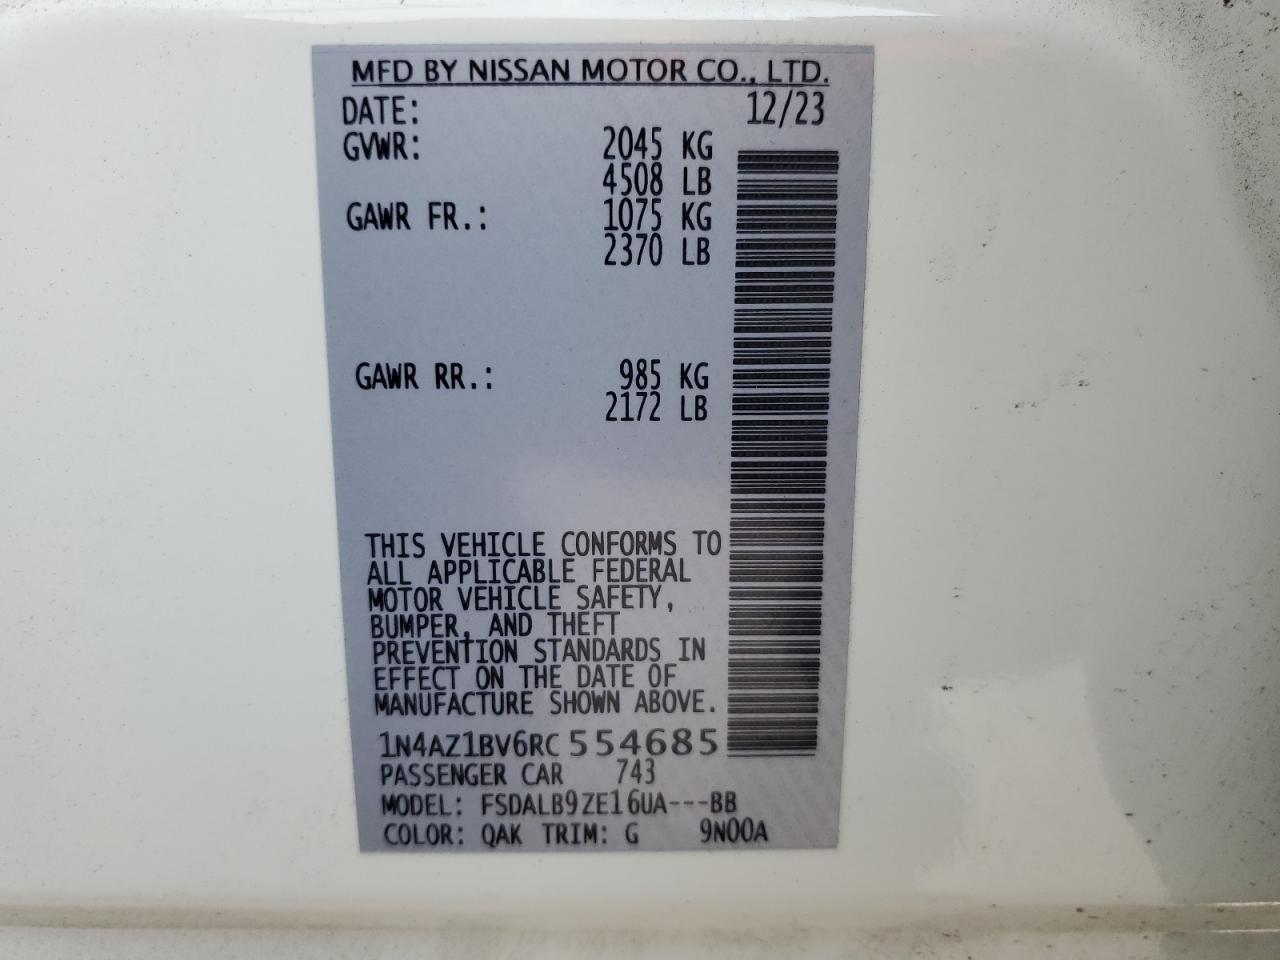 MFD BY NISSAN MOTOR CO., LTD.
DATE: 12/23
GVWR: 2045 KG
4508 LB
GAWR FR.: 1075 KG
2370 LB
GAWR RR.: 985 KG
2172 LB
THIS VEHICLE CONFORMS TO
ALL APPLICABLE FEDERAL
MOTOR VEHICLE SAFETY,
BUMPER, AND THEFT
PREVENTION STANDARDS IN
EFFECT ON THE DATE OF
MANUFACTURE SHOWN ABOVE.
1N4AZ1BV6RC554685
PASSENGER CAR 743
MODEL: FSDALB9ZE16UA---BB
COLOR: QAK TRIM: G 9N00A